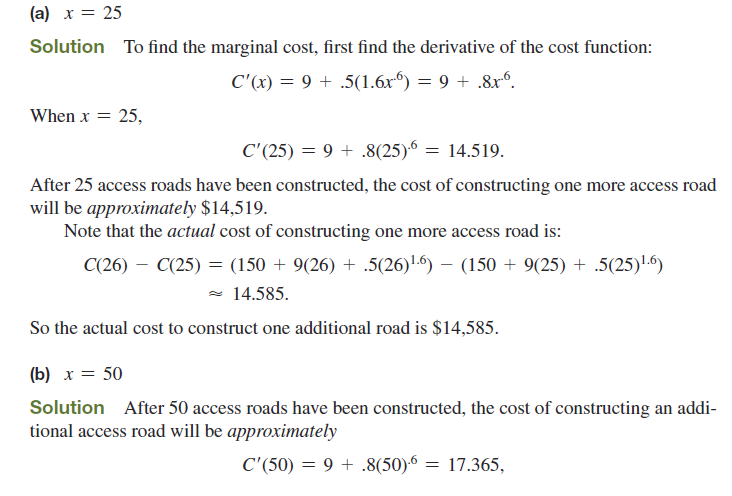 (a) x = 25
Solution To find the marginal cost, first find the derivative of the cost function:
C′(x) = 9 + .5(1.6x^.6) = 9 + .8x^.6.
When x = 25,
C′(25) = 9 + .8(25)^.6 = 14.519.
After 25 access roads have been constructed, the cost of constructing one more access road
will be approximately $14,519.
Note that the actual cost of constructing one more access road is:
C(26) − C(25) = (150 + 9(26) + .5(26)^1.6) − (150 + 9(25) + .5(25)^1.6)
≈ 14.585.
So the actual cost to construct one additional road is $14,585.
(b) x = 50
Solution After 50 access roads have been constructed, the cost of constructing an addi-
tional access road will be approximately
C′(50) = 9 + .8(50)^.6 = 17.365,